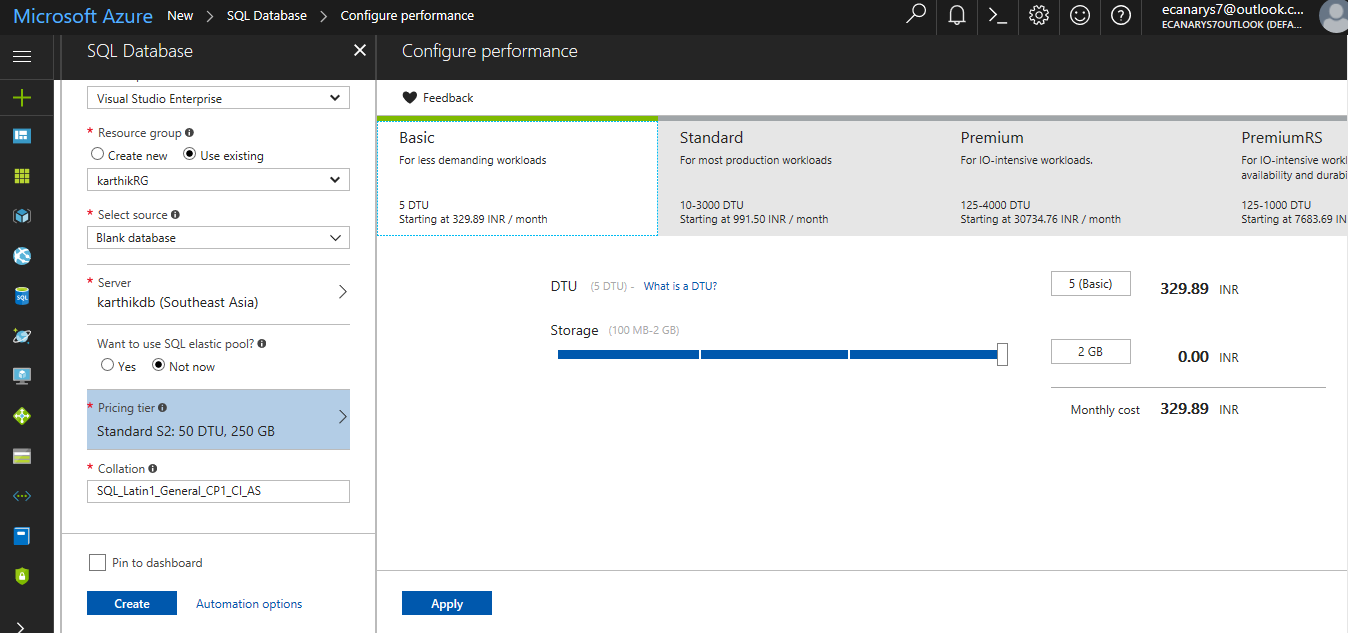 Microsoft Azure New > SQL Database > Configure performance
ecanarys7@outlook.c...
ECANARYS7OUTLOOK (DEFA...
SQL Database
Visual Studio Enterprise
* Resource group
Create new Use existing
karthikRG
* Select source
Blank database
* Server
karthikdb (Southeast Asia)
Want to use SQL elastic pool?
Yes Not now
* Pricing tier
Standard S2: 50 DTU, 250 GB
* Collation
SQL_Latin1_General_CP1_CI_AS
Pin to dashboard
Create Automation options
SQL
Configure performance
Feedback
Basic
For less demanding workloads
5 DTU
Starting at 329.89 INR / month
Standard
For most production workloads
10-3000 DTU
Starting at 991.50 INR / month
Premium
For IO-intensive workloads.
125-4000 DTU
Starting at 30734.76 INR / month
PremiumRS
For IO-intensive workl
availability and durabi
125-1000 DTU
Starting at 7683.69 IN
DTU (5 DTU) - What is a DTU? 5 (Basic) 329.89 INR
Storage (100 MB-2 GB) 2 GB 0.00 INR
Monthly cost 329.89 INR
Apply